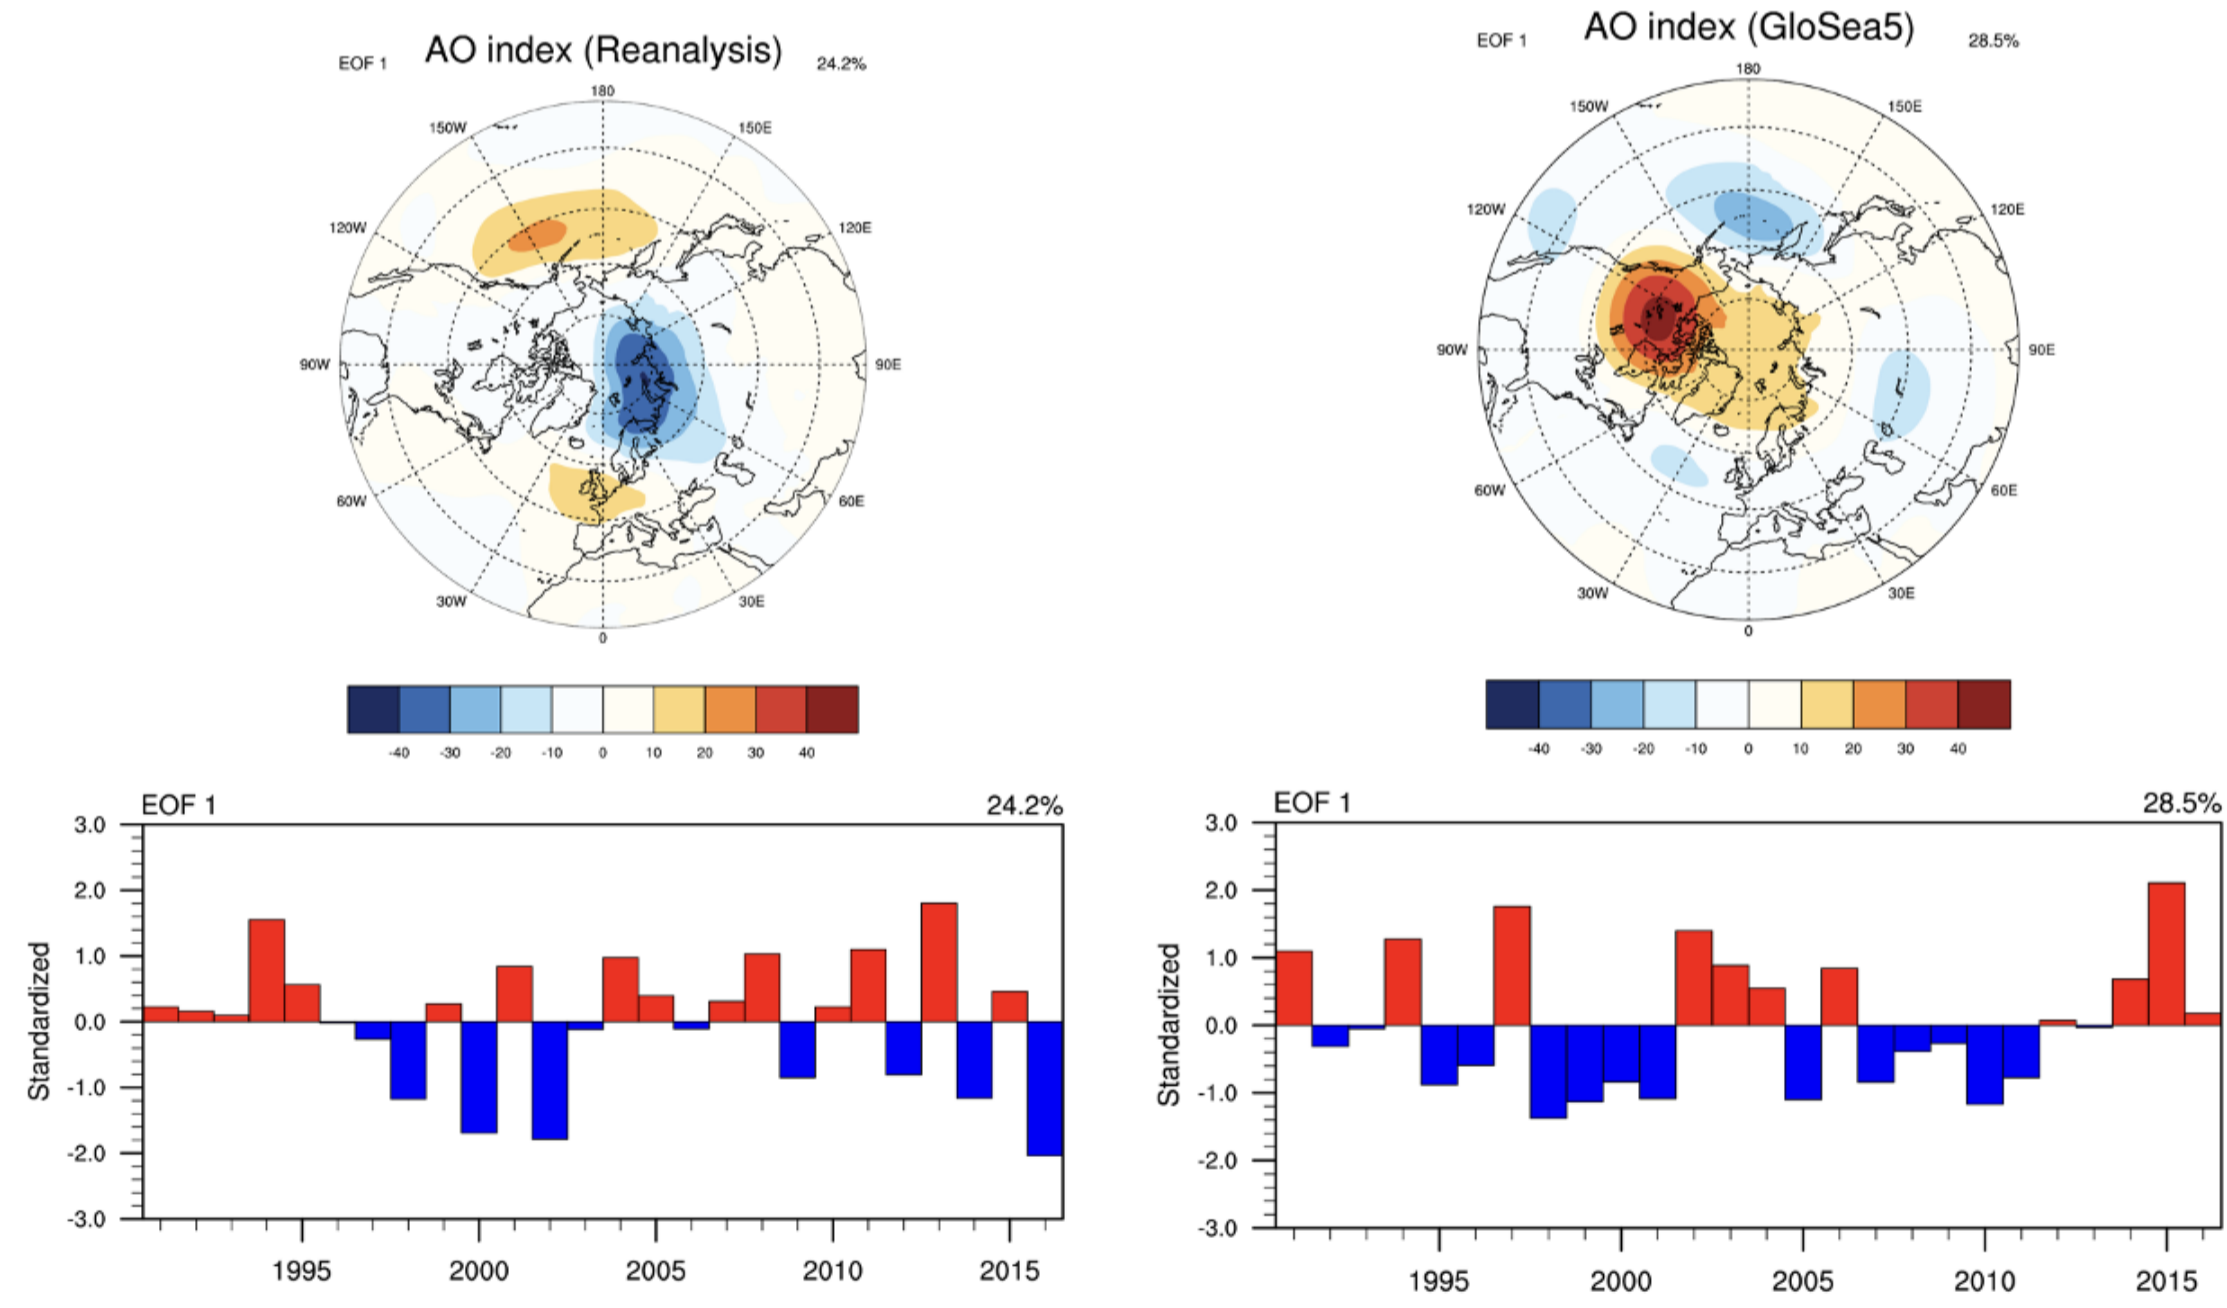 AO index (Reanalysis)
EOF 1
24.2%
180
150W
150E
120W
120E
90W
90E
60W
60E
30W
30E
0
-40 -30 -20 -10 0 10 20 30 40
EOF 1
24.2%
3.0
2.0
1.0
0.0
-1.0
-2.0
-3.0
Standardized
1995 2000 2005 2010 2015
AO index (GloSea5)
EOF 1
28.5%
180
150W
150E
120W
120E
90W
90E
60W
60E
30W
30E
0
-40 -30 -20 -10 0 10 20 30 40
EOF 1
28.5%
3.0
2.0
1.0
0.0
-1.0
-2.0
-3.0
Standardized
1995 2000 2005 2010 2015